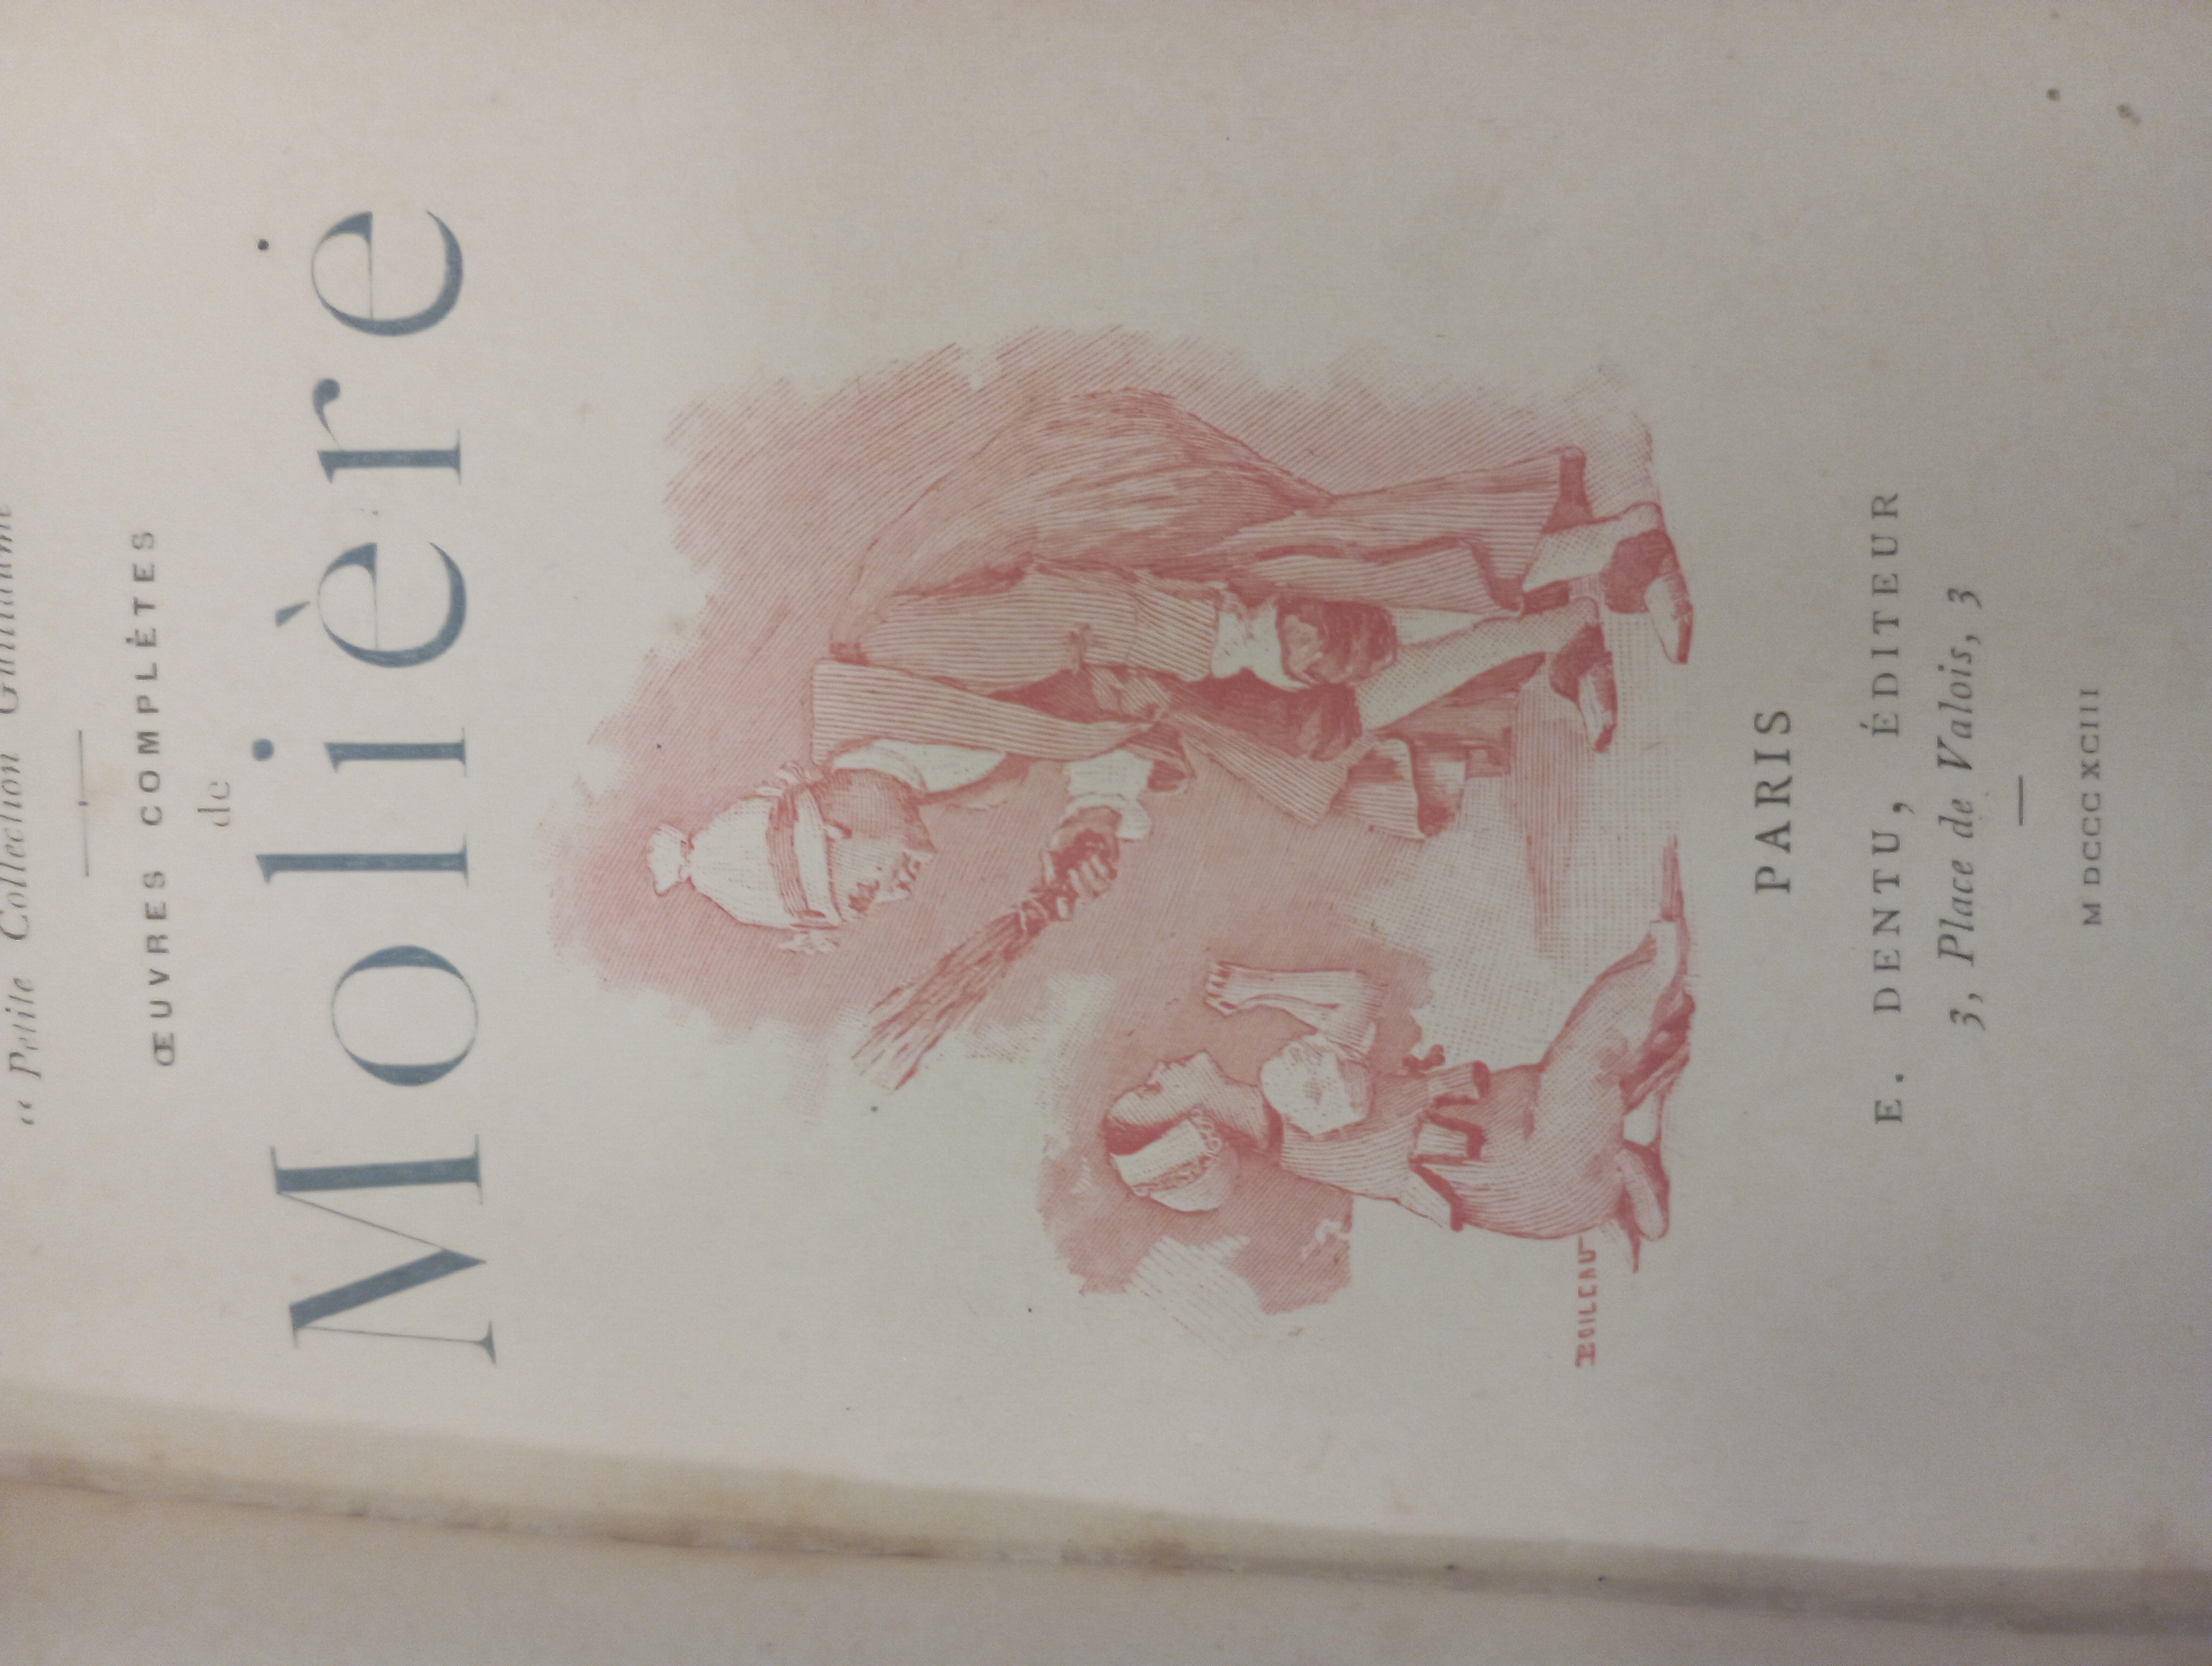 “ Petite Collection Guillaume
ŒUVRES COMPLÈTES
de
Molière
BOILEAU
PARIS
E. DENTU, ÉDITEUR
3, Place de Valois, 3
M DCCC XCIII